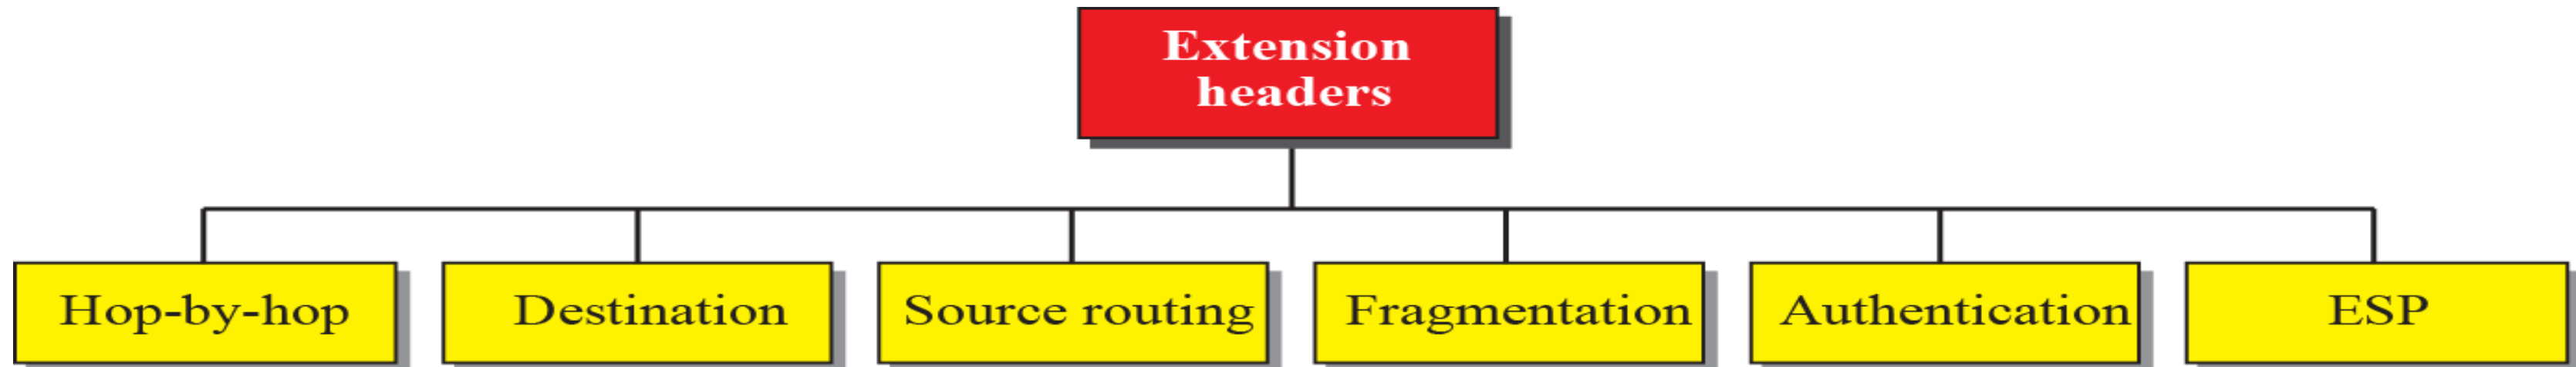 Extension
headers
Hop-by-hop
Destination
Source routing
Fragmentation
Authentication
ESP